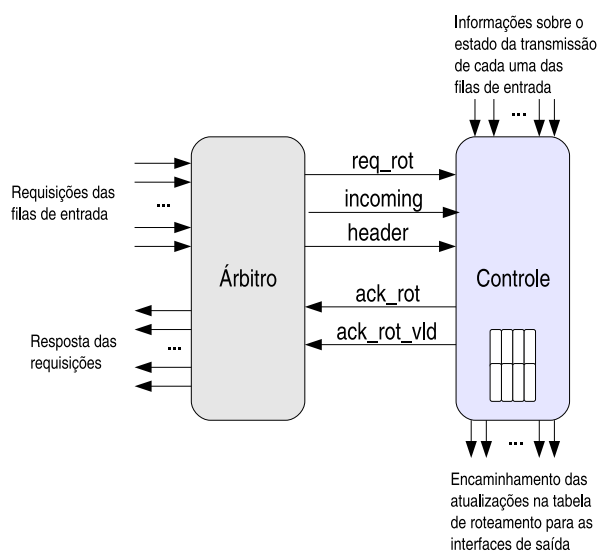 Informações sobre o
estado da transmissão
de cada uma das
filas de entrada
...
req_rot
incoming
header
Requisições das
filas de entrada
...
Árbitro
Controle
ack_rot
ack_rot_vld
Resposta das
requisições
...
...
Encaminhamento das
atualizações na tabela
de roteamento para as
interfaces de saída